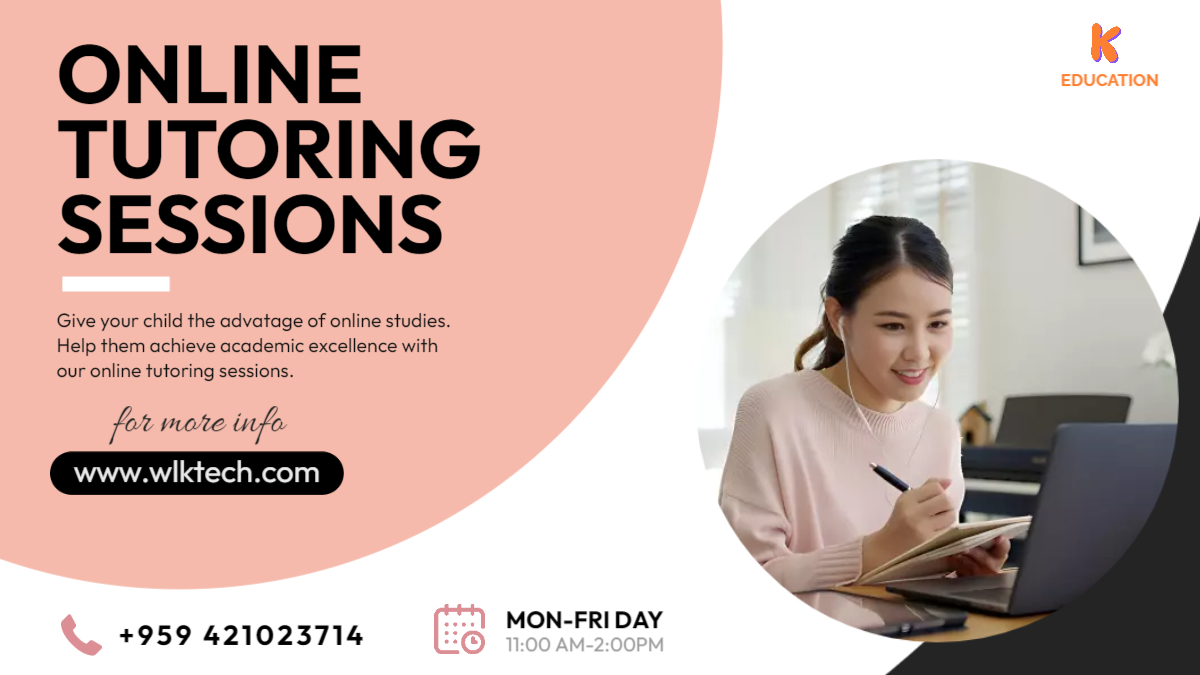 ONLINE
TUTORING
SESSIONS
Give your child the advatage of online studies.
Help them achieve academic excellence with
our online tutoring sessions.
for more info
www.wlktech.com
+959 421023714
MON-FRI DAY
11:00 AM-2:00PM
K
EDUCATION